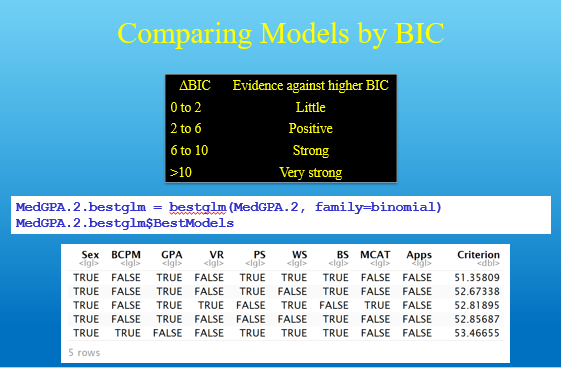 Comparing Models by BIC
ΔBIC Evidence against higher BIC
0 to 2 Little
2 to 6 Positive
6 to 10 Strong
>10 Very strong
MedGPA.2.bestglm = bestglm(MedGPA.2, family=binomial)
MedGPA.2.bestglm$BestModels
Sex BCPM GPA VR PS WS BS MCAT Apps Criterion
<lgl> <lgl> <lgl> <lgl> <lgl> <lgl> <lgl> <lgl> <lgl> <dbl>
TRUE FALSE TRUE FALSE TRUE TRUE TRUE FALSE FALSE 51.35809
TRUE FALSE TRUE FALSE FALSE FALSE TRUE FALSE FALSE 52.67338
TRUE FALSE TRUE TRUE TRUE TRUE FALSE TRUE FALSE 52.81895
TRUE FALSE TRUE FALSE TRUE FALSE TRUE FALSE FALSE 52.85687
TRUE TRUE FALSE FALSE TRUE TRUE TRUE FALSE FALSE 53.46655
5 rows